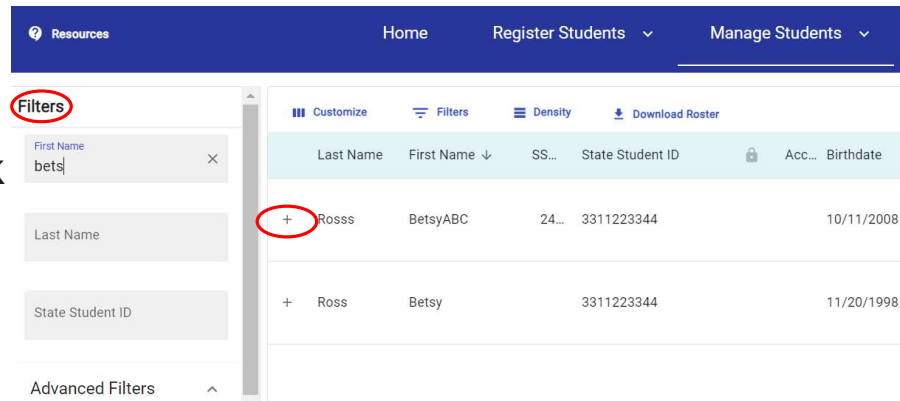 Resources Home Register Students Manage Students
Filters
Customize Filters Density Download Roster
First Name
bets
Last Name First Name SS... State Student ID Acc... Birthdate
+ Rosss BetsyABC 24... 3311223344 10/11/2008
Last Name
+ Ross Betsy 3311223344 11/20/1998
State Student ID
Advanced Filters